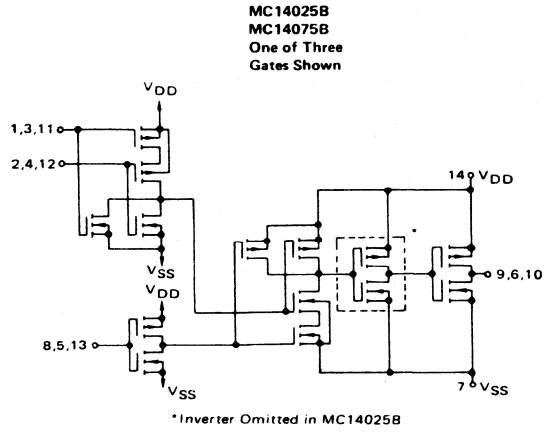 MC14025B
MC14075B
One of Three
Gates Shown
VDD
1,3,11
2,4,12
14 VDD
*
VSS
VDD
9,6,10
8,5,13
VSS
7 VSS
*Inverter Omitted in MC14025B